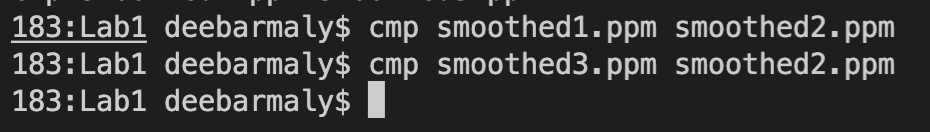 183:Lab1 deebarmaly$ cmp smoothed1.ppm smoothed2.ppm
183:Lab1 deebarmaly$ cmp smoothed3.ppm smoothed2.ppm
183:Lab1 deebarmaly$